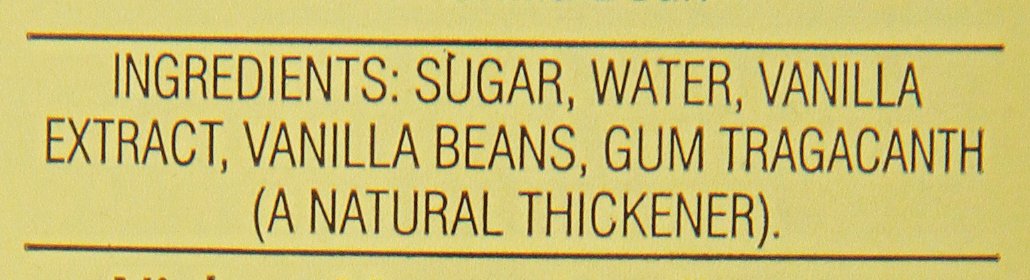 INGREDIENTS: SUGAR, WATER, VANILLA
EXTRACT, VANILLA BEANS, GUM TRAGACANTH
(A NATURAL THICKENER).